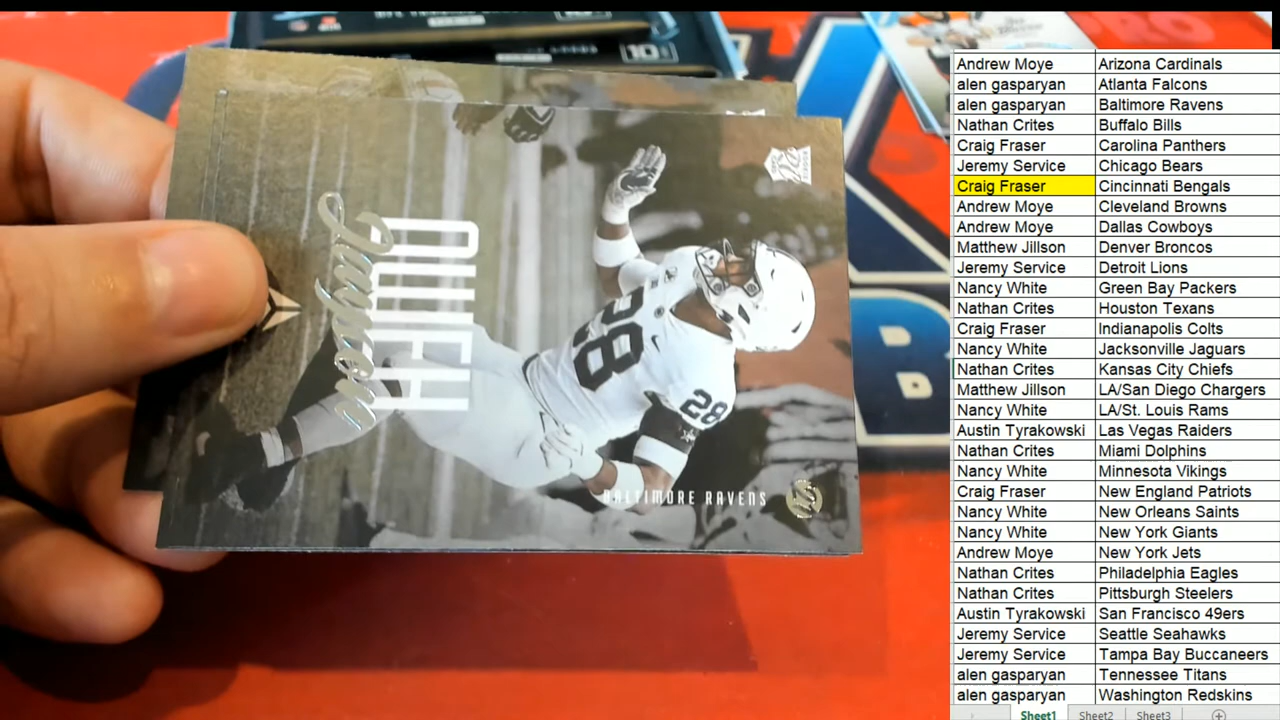 10
10
Jaycon
QUEEN
28
28
BALTIMORE RAVENS
Andrew Moye Arizona Cardinals
alen gasparyan Atlanta Falcons
alen gasparyan Baltimore Ravens
Nathan Crites Buffalo Bills
Craig Fraser Carolina Panthers
Jeremy Service Chicago Bears
Craig Fraser Cincinnati Bengals
Andrew Moye Cleveland Browns
Andrew Moye Dallas Cowboys
Matthew Jillson Denver Broncos
Jeremy Service Detroit Lions
Nancy White Green Bay Packers
Nathan Crites Houston Texans
Craig Fraser Indianapolis Colts
Nancy White Jacksonville Jaguars
Nathan Crites Kansas City Chiefs
Matthew Jillson LA/San Diego Chargers
Nancy White LA/St. Louis Rams
Austin Tyrakowski Las Vegas Raiders
Nathan Crites Miami Dolphins
Nancy White Minnesota Vikings
Craig Fraser New England Patriots
Nancy White New Orleans Saints
Nancy White New York Giants
Andrew Moye New York Jets
Nathan Crites Philadelphia Eagles
Nathan Crites Pittsburgh Steelers
Austin Tyrakowski San Francisco 49ers
Jeremy Service Seattle Seahawks
Jeremy Service Tampa Bay Buccaneers
alen gasparyan Tennessee Titans
alen gasparyan Washington Redskins
Sheet1 Sheet2 Sheet3